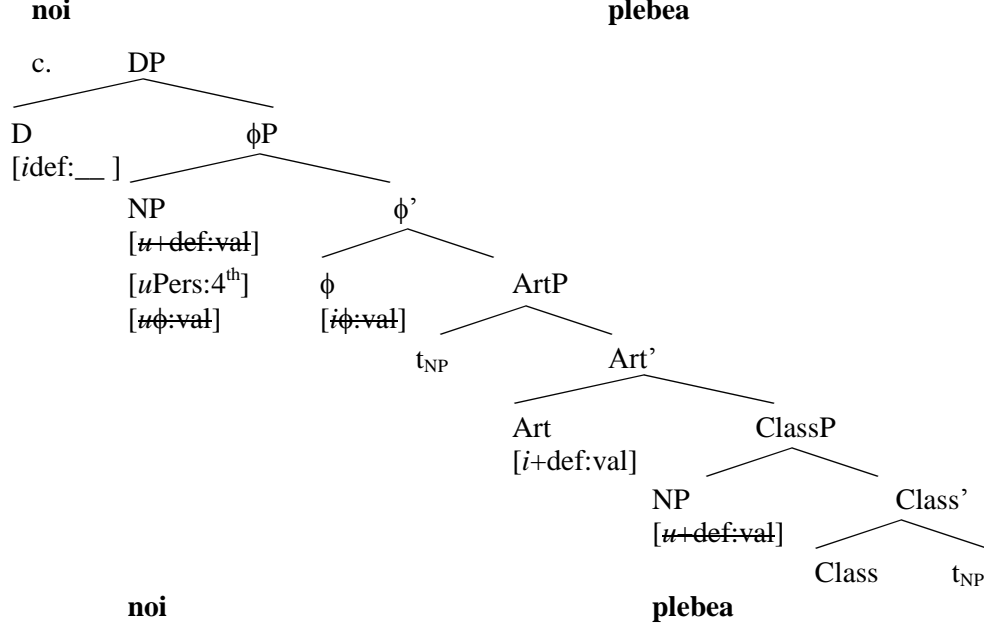 noi plebea
c. DP
D ϕP
[idef:__ ]
NP ϕ’
[u+def:val]
[uPers:4th] ϕ ArtP
[uϕ:val] [iϕ:val]
tNP Art’
Art ClassP
[i+def:val]
NP Class’
[u+def:val]
Class tNP
noi plebea